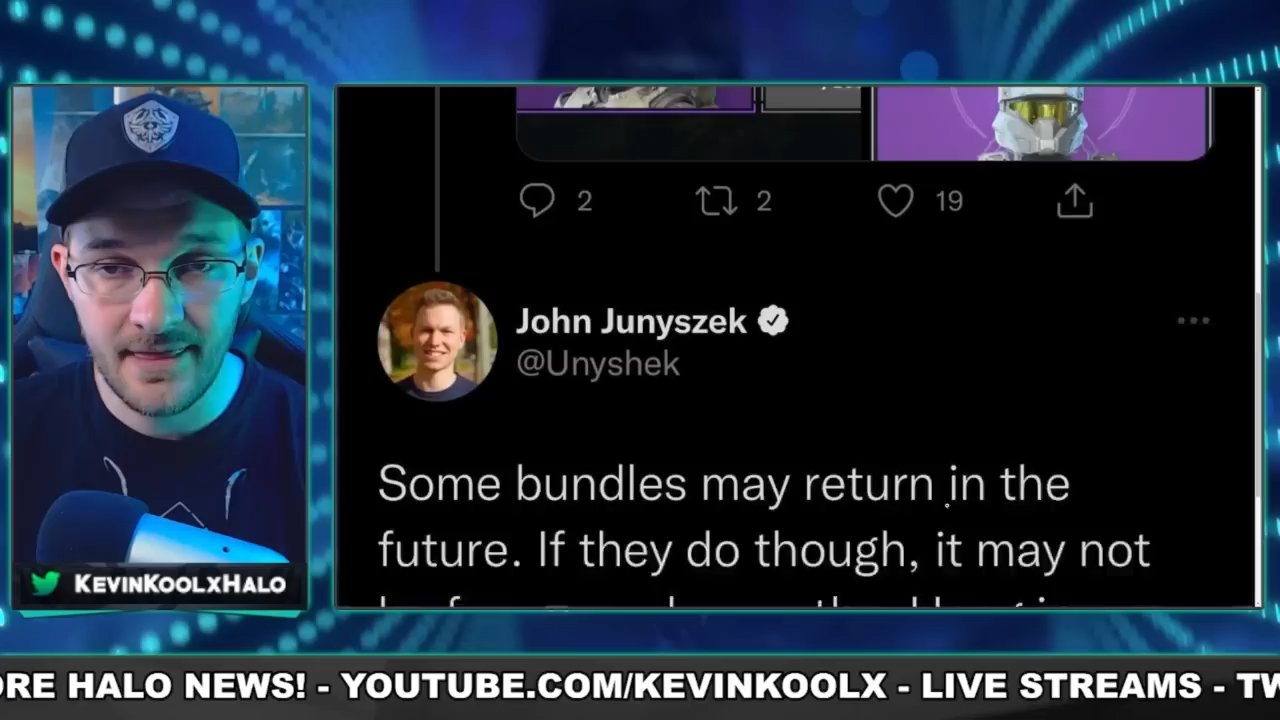 2
2
19
John Junyszek
@Unyshek
Some bundles may return in the
future. If they do though, it may not
KEVINKOOLXHALO
ORE HALO NEWS! - YOUTUBE.COM/KEVINKOOLX - LIVE STREAMS - TW